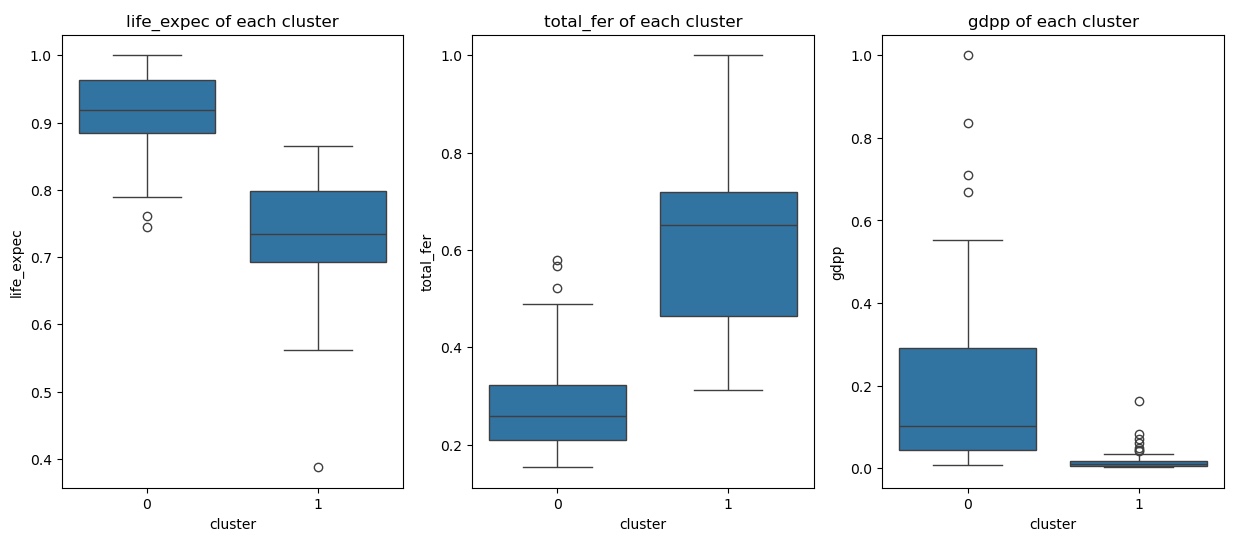 life_expec of each cluster
1.0
0.9
0.8
0.7
0.6
0.5
0.4
life_expec
0
1
cluster
total_fer of each cluster
1.0
0.8
0.6
0.4
0.2
total_fer
0
1
cluster
gdpp of each cluster
1.0
0.8
0.6
0.4
0.2
0.0
gdpp
0
1
cluster